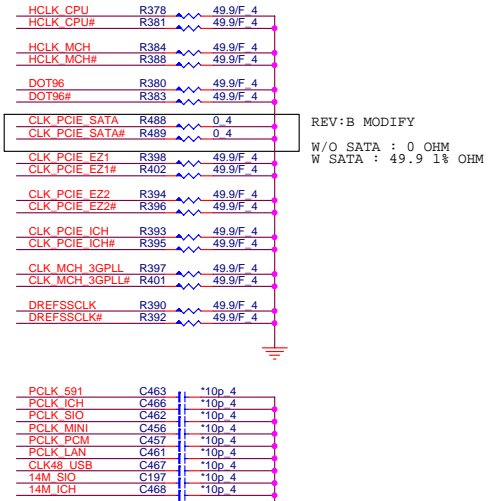 HCLK_CPU R378 49.9/F_4
HCLK_CPU# R381 49.9/F_4
HCLK_MCH R384 49.9/F_4
HCLK_MCH# R388 49.9/F_4
DOT96 R380 49.9/F_4
DOT96# R383 49.9/F_4
CLK_PCIE_SATA R488 0_4
CLK_PCIE_SATA# R489 0_4
REV:B MODIFY
W/O SATA : 0 OHM
W SATA : 49.9 1% OHM
CLK_PCIE_EZ1 R398 49.9/F_4
CLK_PCIE_EZ1# R402 49.9/F_4
CLK_PCIE_EZ2 R394 49.9/F_4
CLK_PCIE_EZ2# R396 49.9/F_4
CLK_PCIE_ICH R393 49.9/F_4
CLK_PCIE_ICH# R395 49.9/F_4
CLK_MCH_3GPLL R397 49.9/F_4
CLK_MCH_3GPLL# R401 49.9/F_4
DREFSSCLK R390 49.9/F_4
DREFSSCLK# R392 49.9/F_4
PCLK_591 C463 *10p_4
PCLK_ICH C466 *10p_4
PCLK_SIO C462 *10p_4
PCLK_MINI C456 *10p_4
PCLK_PCM C457 *10p_4
PCLK_LAN C461 *10p_4
CLK48_USB C467 *10p_4
14M_SIO C197 *10p_4
14M_ICH C468 *10p_4